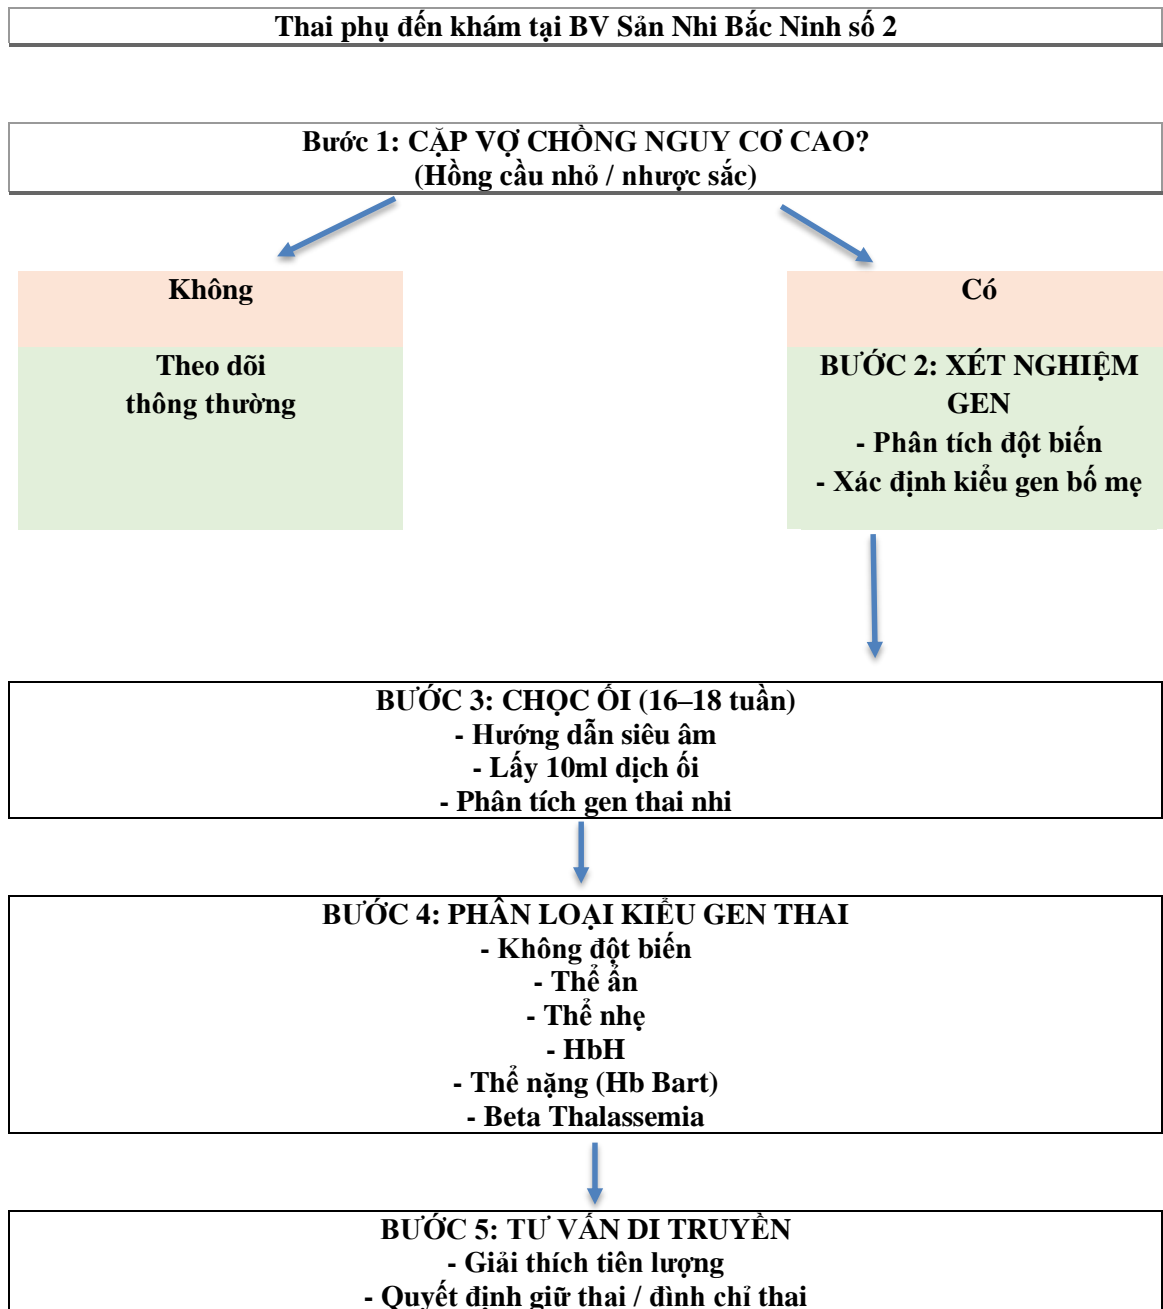 Thai phụ đến khám tại BV Sản Nhi Bắc Ninh số 2
Bước 1: CẶP VỢ CHỒNG NGUY CƠ CAO?
(Hồng cầu nhỏ / nhược sắc)
Không
Theo dõi
thông thường
Có
BƯỚC 2: XÉT NGHIỆM
GEN
- Phân tích đột biến
- Xác định kiểu gen bố mẹ
BƯỚC 3: CHỌC ỐI (16–18 tuần)
- Hướng dẫn siêu âm
- Lấy 10ml dịch ối
- Phân tích gen thai nhi
BƯỚC 4: PHÂN LOẠI KIỂU GEN THAI
- Không đột biến
- Thể ẩn
- Thể nhẹ
- HbH
- Thể nặng (Hb Bart)
- Beta Thalassemia
BƯỚC 5: TƯ VẤN DI TRUYỀN
- Giải thích tiên lượng
- Quyết định giữ thai / đình chỉ thai